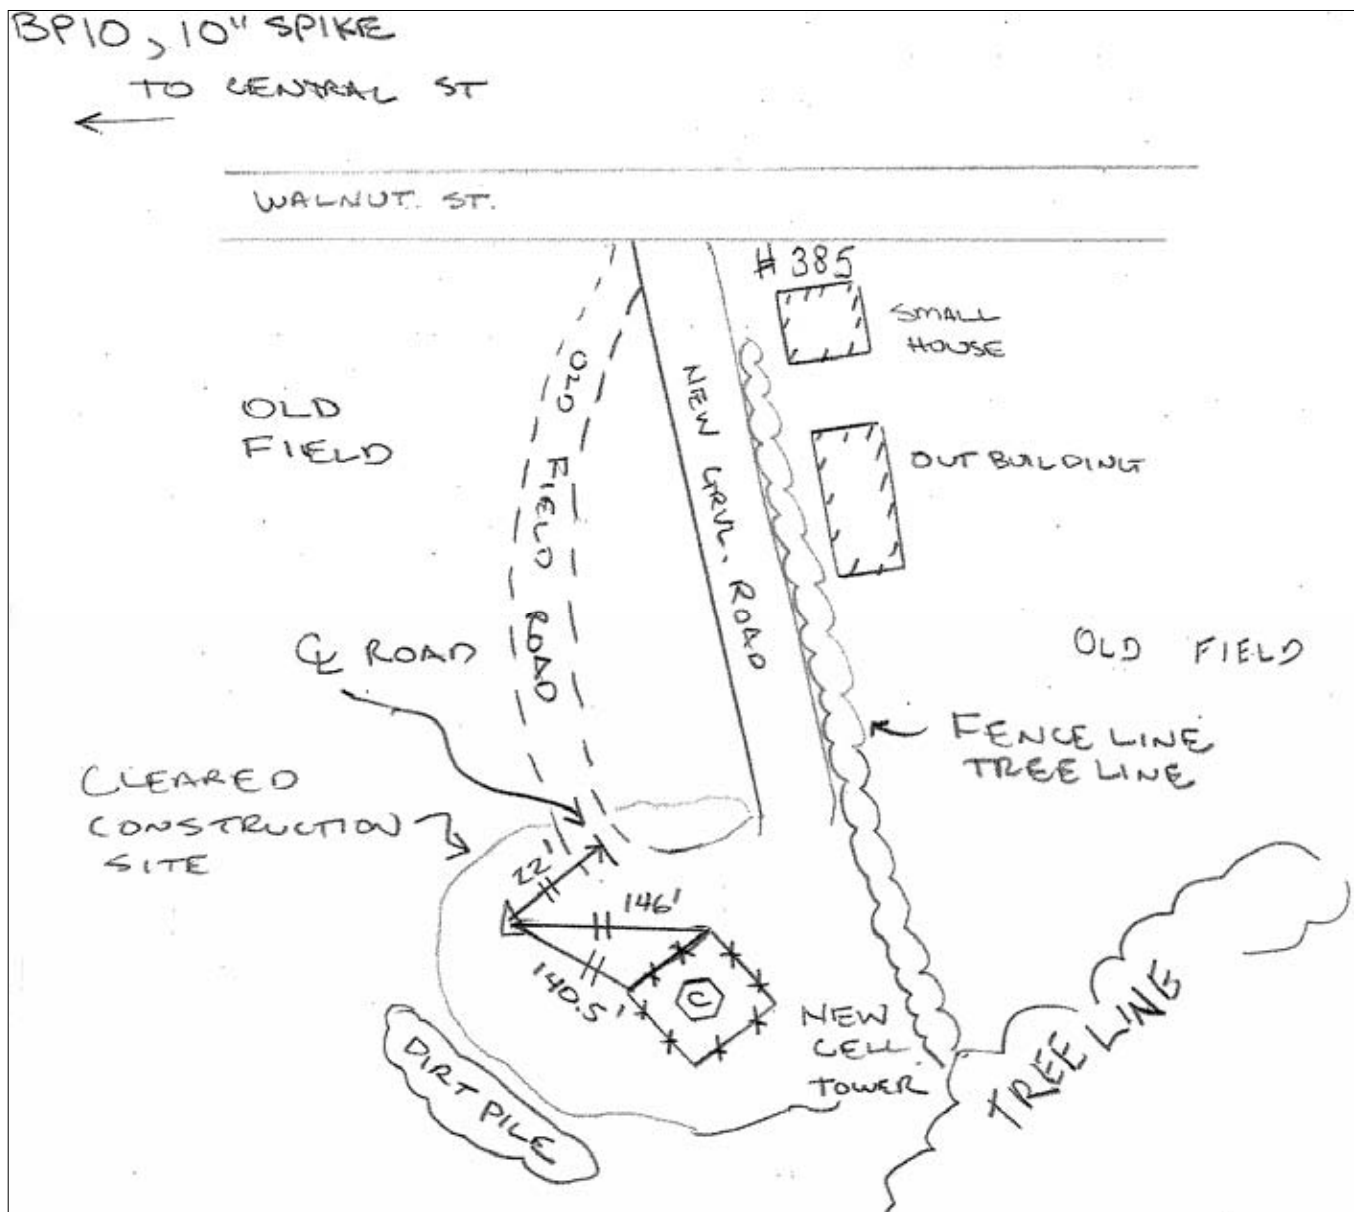 BP10, 10" SPIKE
TO CENTRAL ST
WALNUT ST.
# 385
SMALL
HOUSE
OLD
FIELD
OLD FIELD ROAD
NEW GRVL. ROAD
OUT BUILDING
℄ ROAD
OLD FIELD
FENCE LINE
TREE LINE
CLEARED
CONSTRUCTION
SITE
22'
146'
140.5'
C
NEW
CELL
TOWER
DIRT PILE
TREE LINE